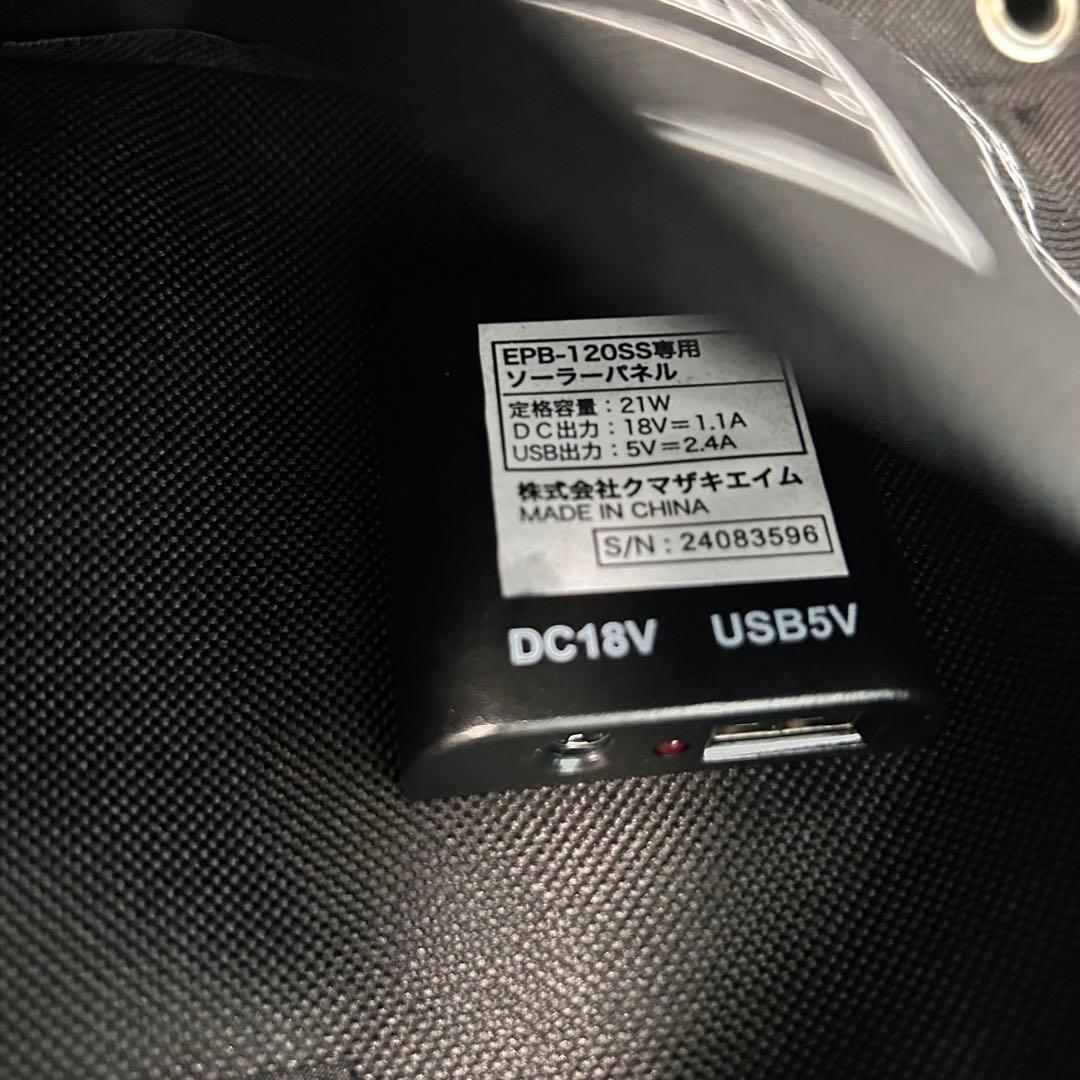 EPB-120SS専用
ソーラーパネル
定格容量：21W
DC出力：18V＝1.1A
USB出力：5V＝2.4A
株式会社クマザキエイム
MADE IN CHINA
S/N：24083596
DC18V USB5V